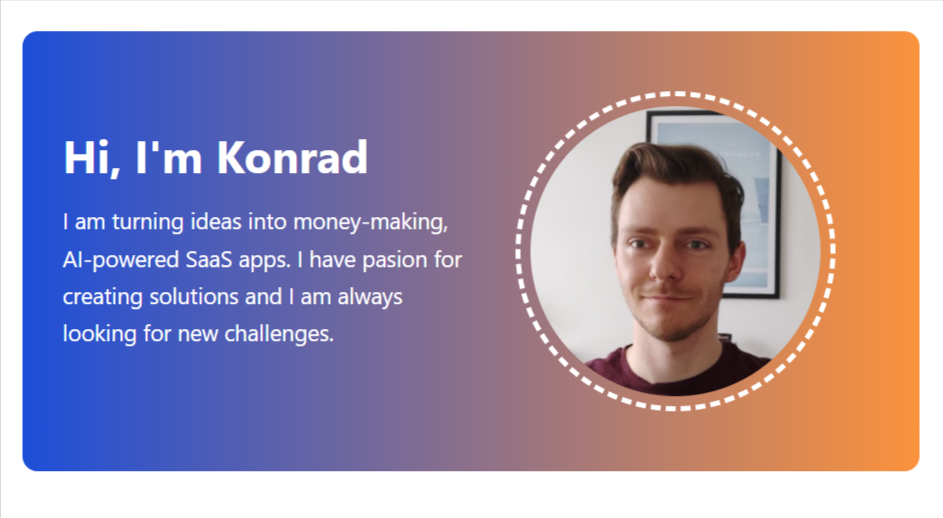 Hi, I'm Konrad
I am turning ideas into money-making,
AI-powered SaaS apps. I have pasion for
creating solutions and I am always
looking for new challenges.